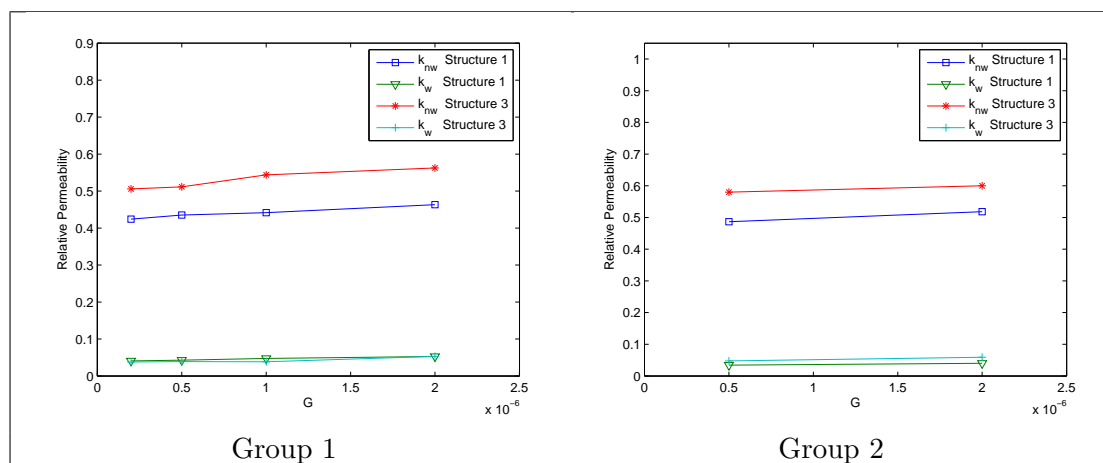 0.9
0.8
0.7
0.6
0.5
0.4
0.3
0.2
0.1
0
Relative Permeability
k_nw Structure 1
k_w Structure 1
k_nw Structure 3
k_w Structure 3
0 0.5 1 1.5 2 2.5
G
x 10^-6
Group 1
1
0.9
0.8
0.7
0.6
0.5
0.4
0.3
0.2
0.1
0
Relative Permeability
k_nw Structure 1
k_w Structure 1
k_nw Structure 3
k_w Structure 3
0 0.5 1 1.5 2 2.5
G
x 10^-6
Group 2